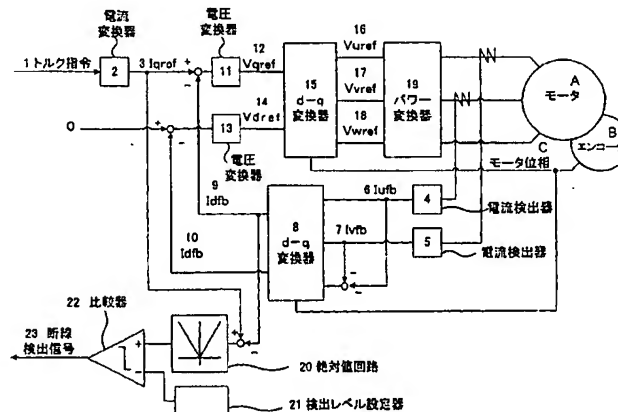 1トルク指令
電流
変換器
2
3 Iqrof
+
-
電圧
変換器
11
12
Vqref
O
+
-
13
電圧
変換器
14
Vdref
15
d-q
変換器
16
Vuref
17
Vvref
18
Vwref
19
パワー
変換器
A
モータ
B
エンコー
C
モータ位相
9
Idfb
10
Idfb
8
d-q
変換器
6 Iufb
4
電流検出器
7 Ivfb
5
電流検出器
-
-
22 比較器
23 断線
検出信号
+
-
+
-
20 絶対値回路
21 検出レベル設定器